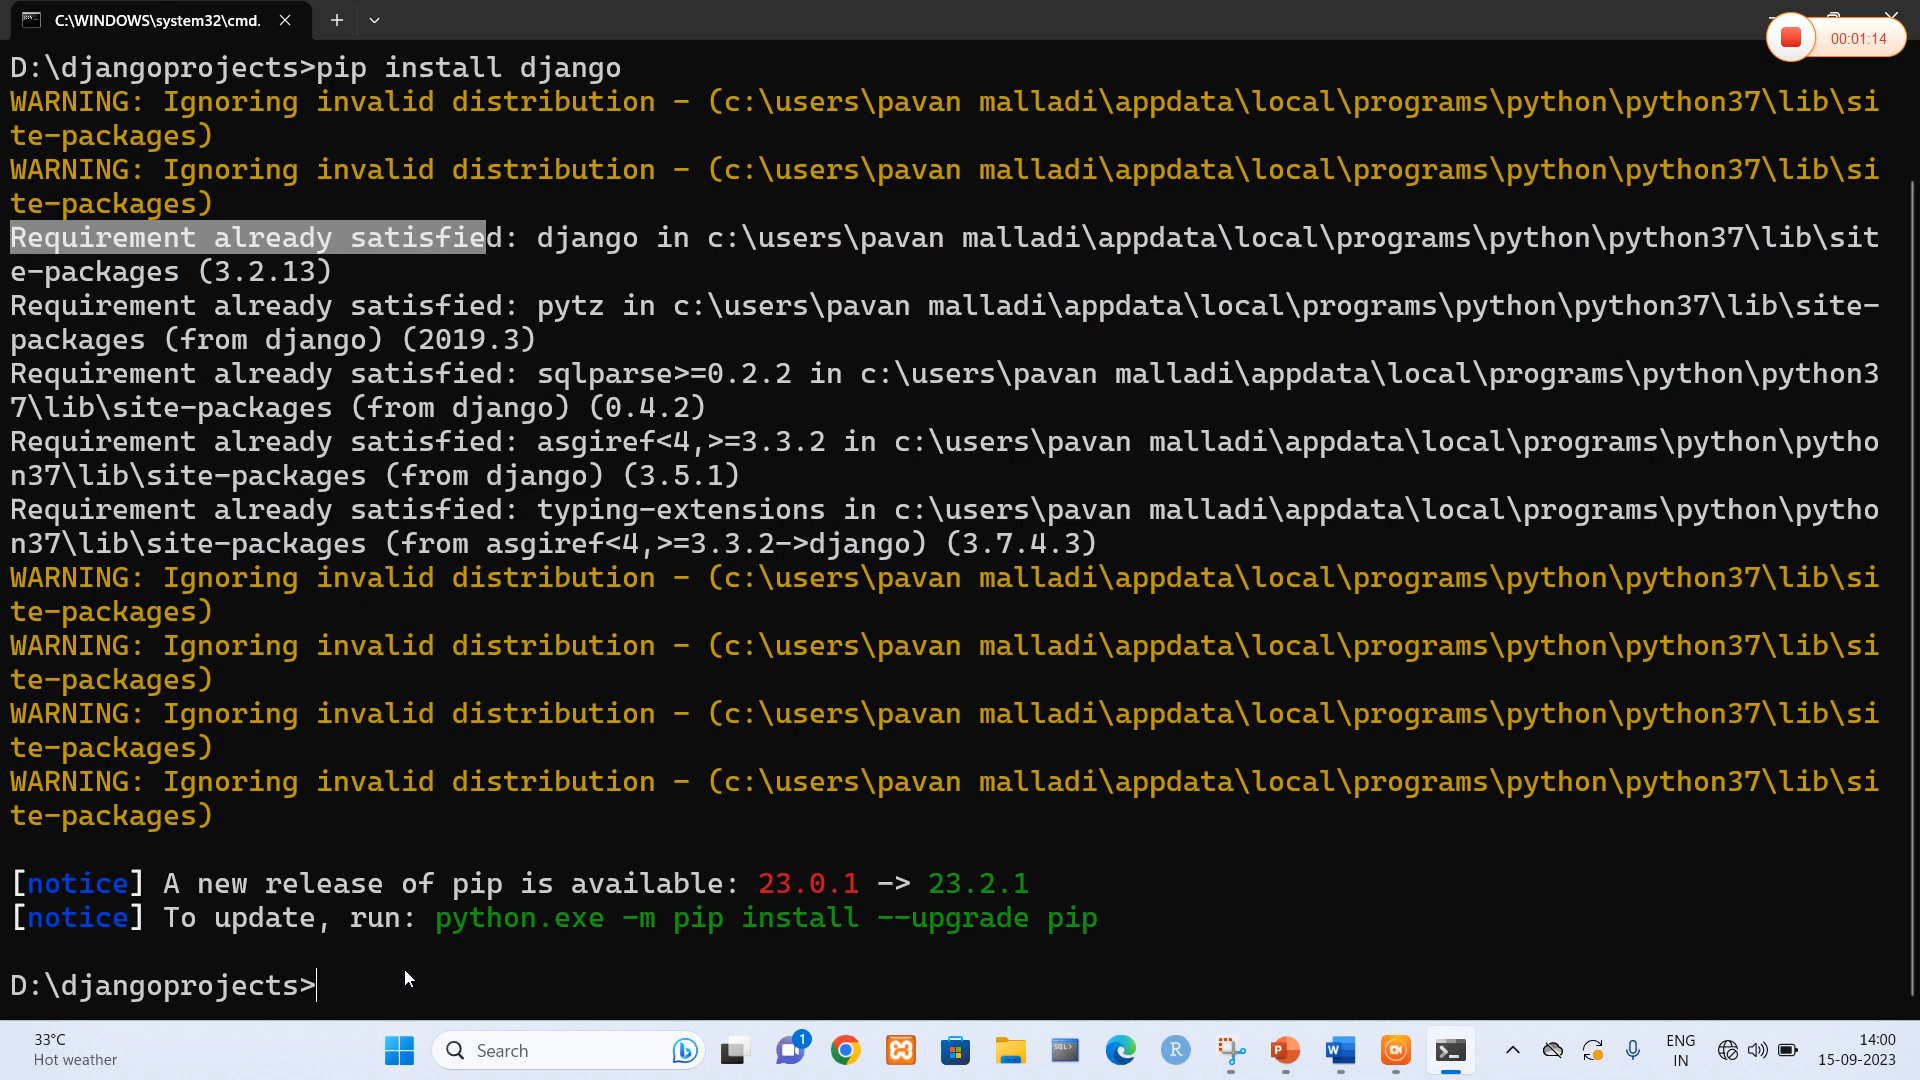 C:\WINDOWS\system32\cmd.
00:01:14
D:\djangoprojects>pip install django
WARNING: Ignoring invalid distribution - (c:\users\pavan malladi\appdata\local\programs\python\python37\lib\si
te-packages)
WARNING: Ignoring invalid distribution - (c:\users\pavan malladi\appdata\local\programs\python\python37\lib\si
te-packages)
Requirement already satisfied: django in c:\users\pavan malladi\appdata\local\programs\python\python37\lib\sit
e-packages (3.2.13)
Requirement already satisfied: pytz in c:\users\pavan malladi\appdata\local\programs\python\python37\lib\site-
packages (from django) (2019.3)
Requirement already satisfied: sqlparse>=0.2.2 in c:\users\pavan malladi\appdata\local\programs\python\python3
7\lib\site-packages (from django) (0.4.2)
Requirement already satisfied: asgiref<4,>=3.3.2 in c:\users\pavan malladi\appdata\local\programs\python\pytho
n37\lib\site-packages (from django) (3.5.1)
Requirement already satisfied: typing-extensions in c:\users\pavan malladi\appdata\local\programs\python\pytho
n37\lib\site-packages (from asgiref<4,>=3.3.2->django) (3.7.4.3)
WARNING: Ignoring invalid distribution - (c:\users\pavan malladi\appdata\local\programs\python\python37\lib\si
te-packages)
WARNING: Ignoring invalid distribution - (c:\users\pavan malladi\appdata\local\programs\python\python37\lib\si
te-packages)
WARNING: Ignoring invalid distribution - (c:\users\pavan malladi\appdata\local\programs\python\python37\lib\si
te-packages)
WARNING: Ignoring invalid distribution - (c:\users\pavan malladi\appdata\local\programs\python\python37\lib\si
te-packages)
[notice] A new release of pip is available: 23.0.1 -> 23.2.1
[notice] To update, run: python.exe -m pip install --upgrade pip
D:\djangoprojects>
33°C
Hot weather
Search
1
SQL>
R
P
W
ENG
IN
14:00
15-09-2023